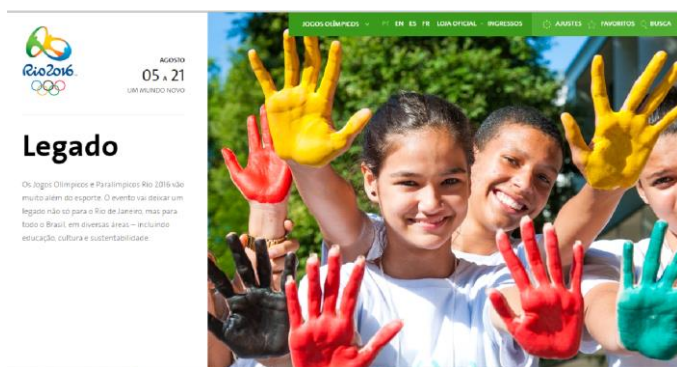 JOGOS OLÍMPICOS PT EN ES FR LOJA OFICIAL INGRESSOS AJUSTES FAVORITOS BUSCA
Rio2016
AGOSTO
05 A 21
UM MUNDO NOVO
Legado
Os Jogos Olímpicos e Paralímpicos Rio 2016 vão
muito além do esporte. O evento vai deixar um
legado não só para o Rio de Janeiro, mas para
todo o Brasil, em diversas áreas – incluindo
educação, cultura e sustentabilidade